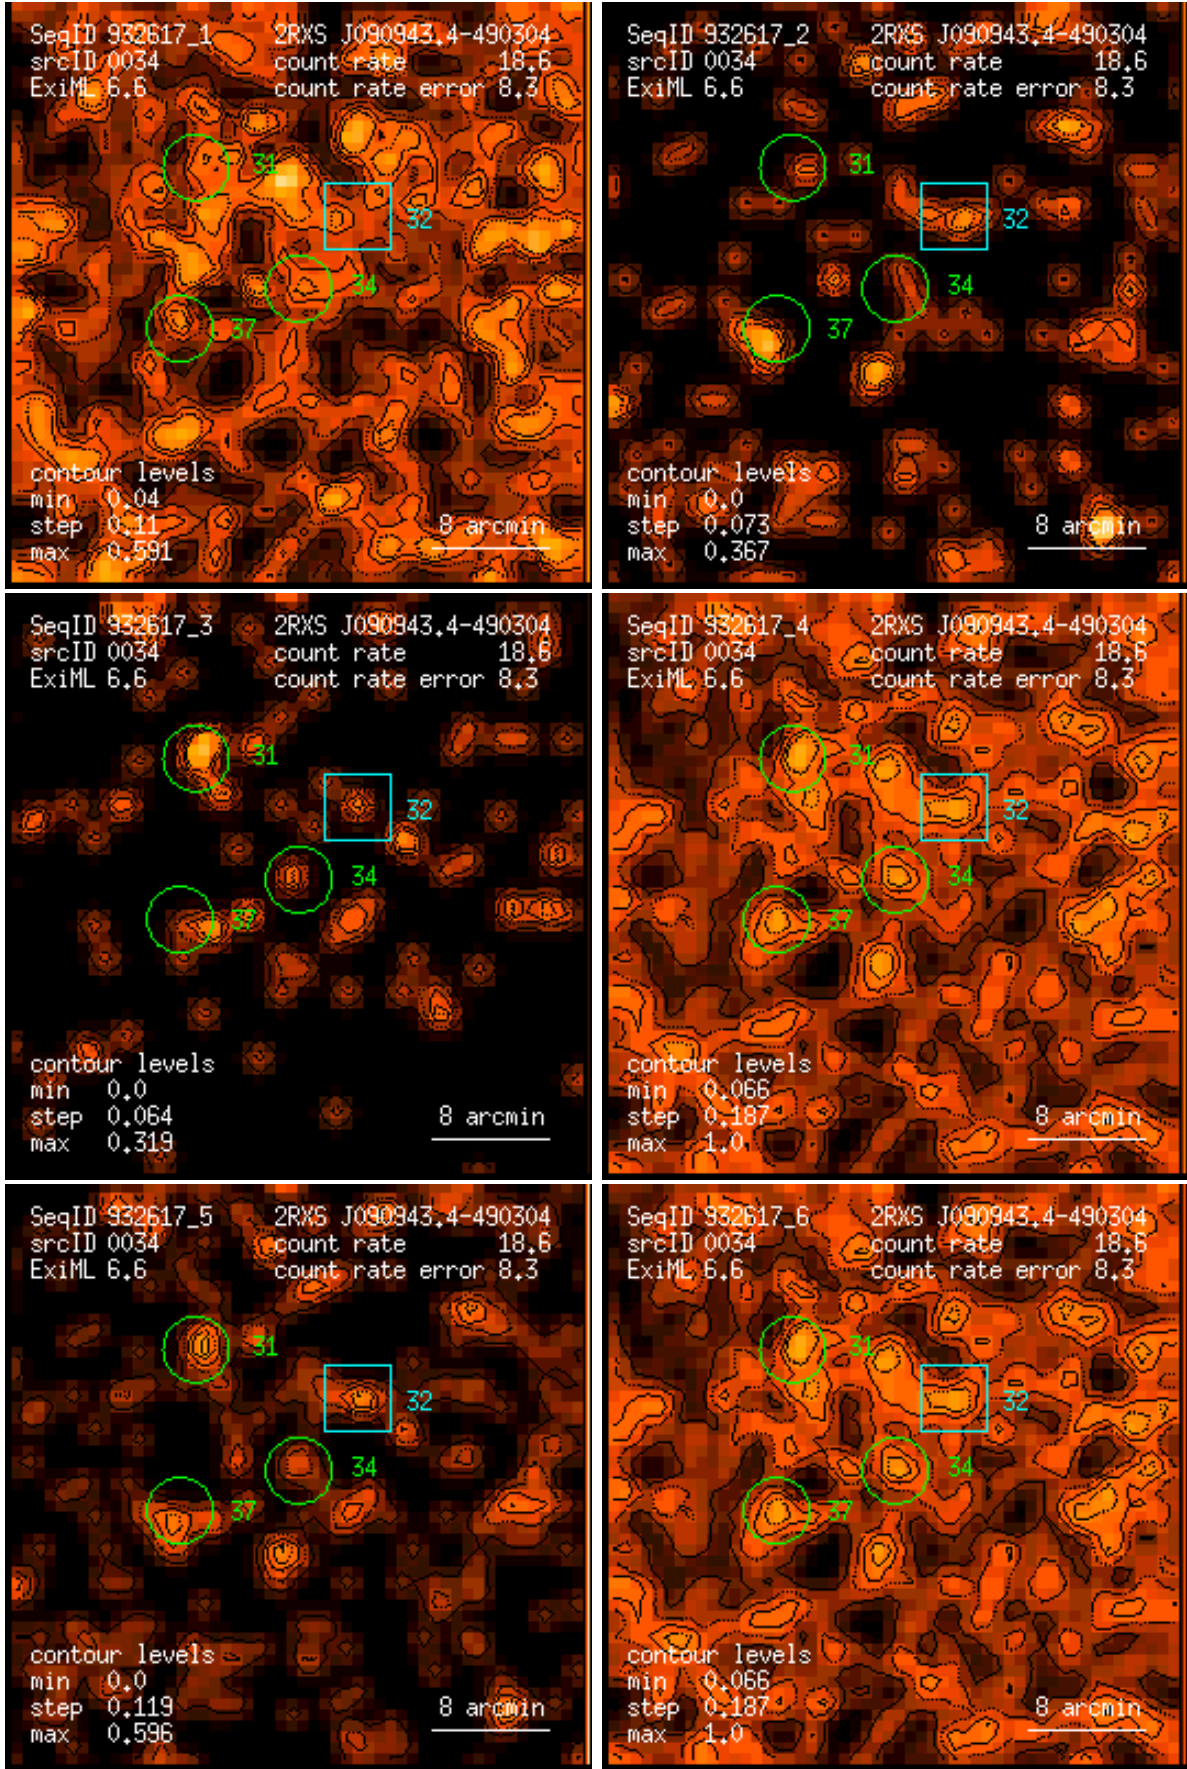 SeqID 932617_1 2RXS J090943.4-490304
srcID 0034 count rate 18.6
ExiML 6.6 count rate error 8.3
31
32
34
37
contour levels
min 0.04
step 0.11
max 0.591
8 arcmin
SeqID 932617_2 2RXS J090943.4-490304
srcID 0034 count rate 18.6
ExiML 6.6 count rate error 8.3
31
32
34
37
contour levels
min 0.0
step 0.073
max 0.367
8 arcmin
SeqID 932617_3 2RXS J090943.4-490304
srcID 0034 count rate 18.6
ExiML 6.6 count rate error 8.3
31
32
34
37
contour levels
min 0.0
step 0.064
max 0.319
8 arcmin
SeqID 932617_4 2RXS J090943.4-490304
srcID 0034 count rate 18.6
ExiML 6.6 count rate error 8.3
31
32
34
37
contour levels
min 0.066
step 0.187
max 1.0
8 arcmin
SeqID 932617_5 2RXS J090943.4-490304
srcID 0034 count rate 18.6
ExiML 6.6 count rate error 8.3
31
32
34
37
contour levels
min 0.0
step 0.119
max 0.596
8 arcmin
SeqID 932617_6 2RXS J090943.4-490304
srcID 0034 count rate 18.6
ExiML 6.6 count rate error 8.3
31
32
34
37
contour levels
min 0.066
step 0.187
max 1.0
8 arcmin